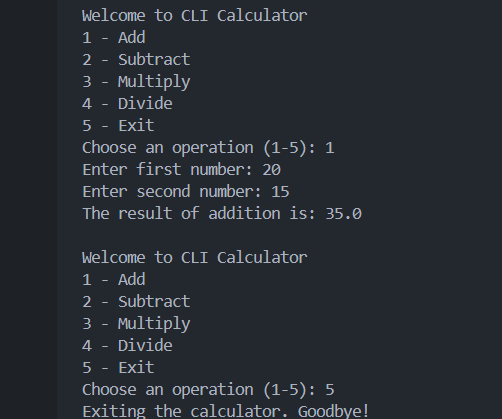 Welcome to CLI Calculator
1 - Add
2 - Subtract
3 - Multiply
4 - Divide
5 - Exit
Choose an operation (1-5): 1
Enter first number: 20
Enter second number: 15
The result of addition is: 35.0
Welcome to CLI Calculator
1 - Add
2 - Subtract
3 - Multiply
4 - Divide
5 - Exit
Choose an operation (1-5): 5
Exiting the calculator. Goodbye!